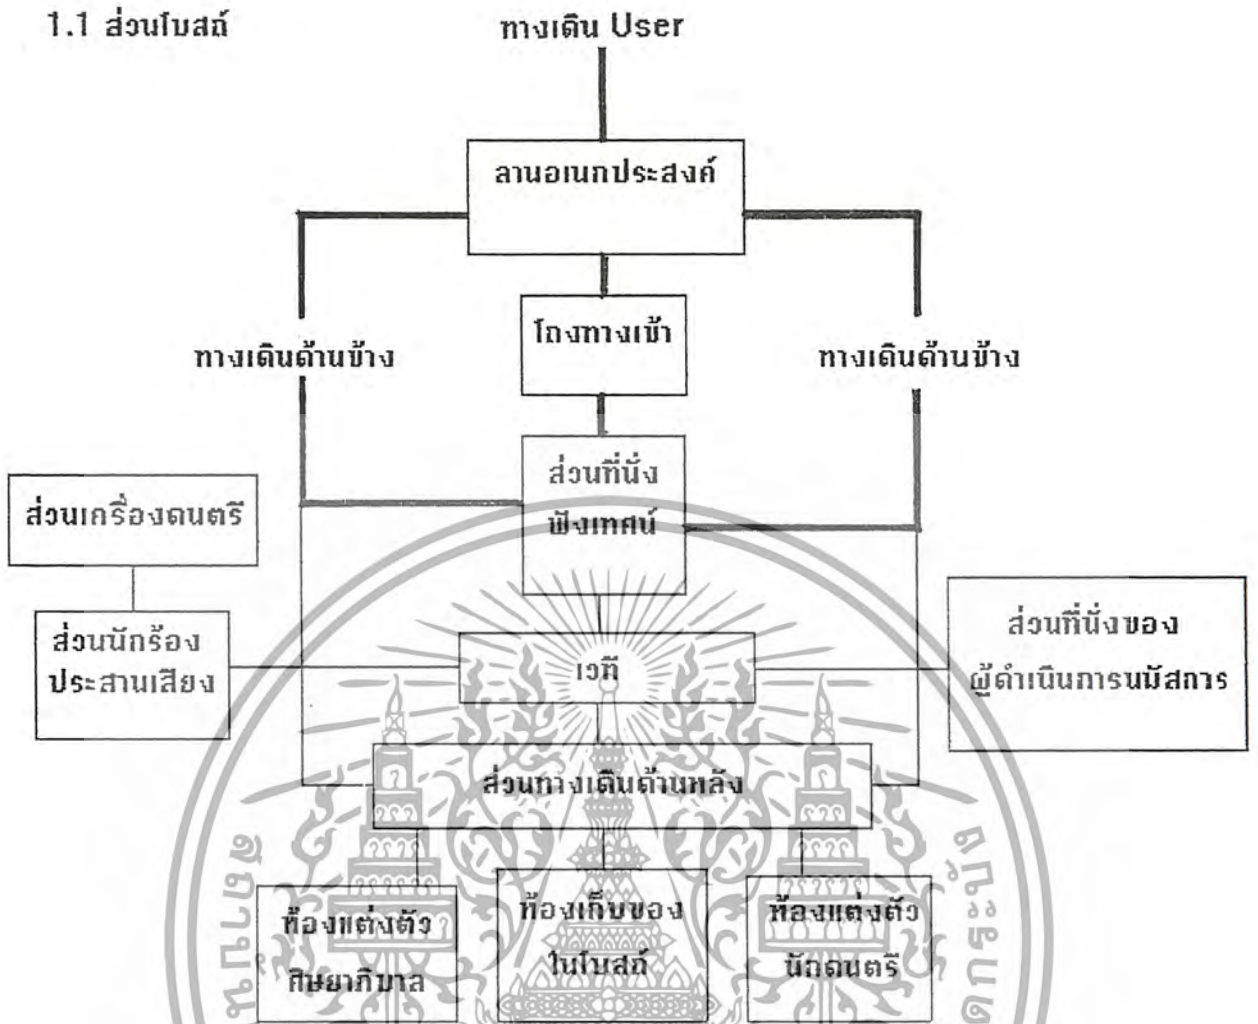 1.1 ส่วนโบสถ์
ทางเดิน User
ลานอเนกประสงค์
โถงทางเข้า
ทางเดินด้านข้าง
ทางเดินด้านข้าง
ส่วนที่นั่ง
ฟังเทศน์
ส่วนเครื่องดนตรี
ส่วนนักร้อง
ประสานเสียง
เวที
ส่วนที่นั่งของ
ผู้ดำเนินการนมัสการ
ส่วนทางเดินด้านหลัง
ห้องแต่งตัว
ศิษยาภิบาล
ห้องเก็บของ
ในโบสถ์
ห้องแต่งตัว
นักดนตรี